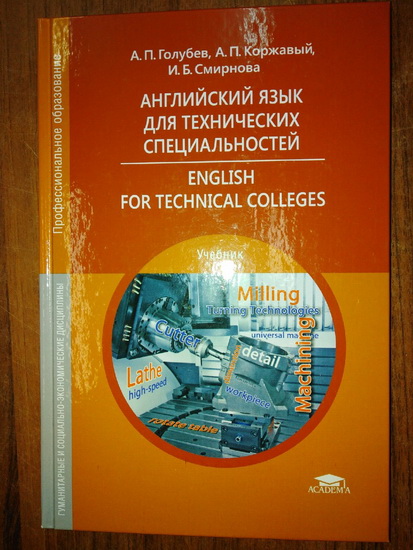 А. П. Голубев, А. П. Коржавый,
И. Б. Смирнова
АНГЛИЙСКИЙ ЯЗЫК
ДЛЯ ТЕХНИЧЕСКИХ
СПЕЦИАЛЬНОСТЕЙ
ENGLISH
FOR TECHNICAL COLLEGES
Учебник
Milling
Turning Technologies
universal machine
Cutter
detail
Lathe
high-speed
workpiece
Machining
rotate table
ACADEMA
Профессиональное образование
ГУМАНИТАРНЫЕ И СОЦИАЛЬНО-ЭКОНОМИЧЕСКИЕ ДИСЦИПЛИНЫ